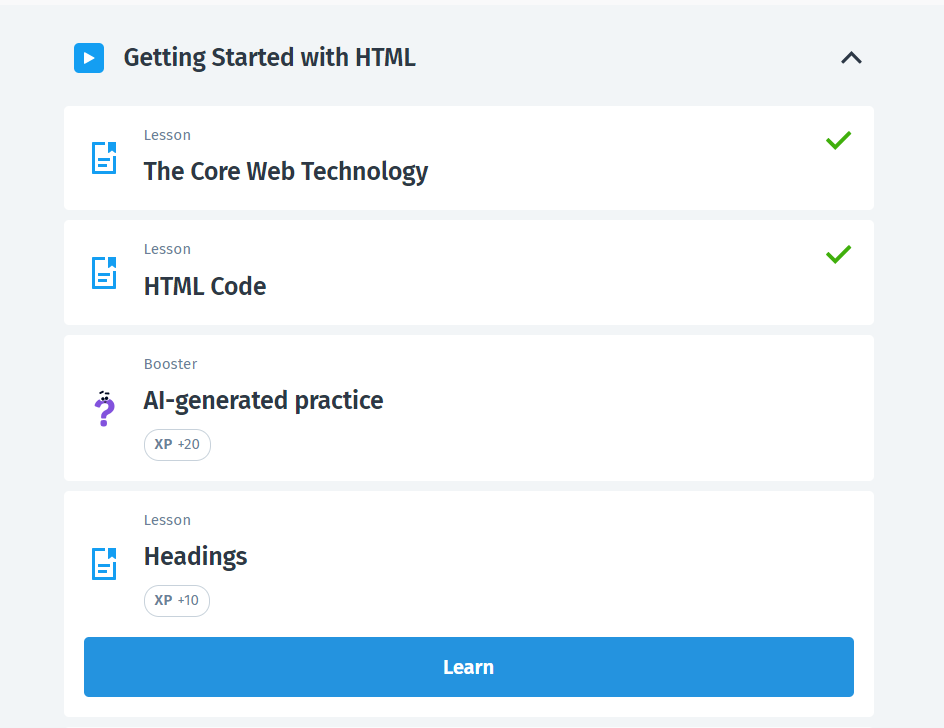 Getting Started with HTML
Lesson
The Core Web Technology
Lesson
HTML Code
Booster
AI-generated practice
XP +20
Lesson
Headings
XP +10
Learn